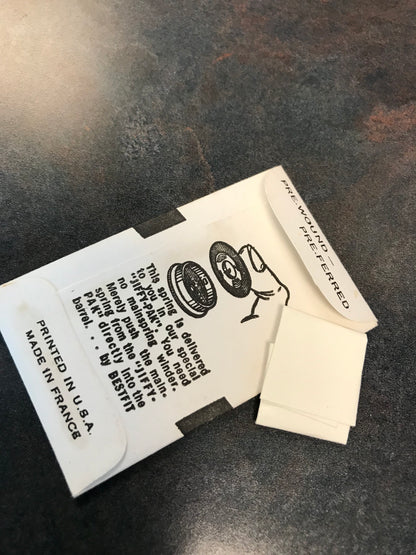 PRE-WOUND —
PRE-FERRED
This spring is delivered
to you in our special
"JIFFY-PAK". You need
no mainspring winder.
Merely push the main-
spring from the "JIFFY-
PAK" directly into the
barrel. . . by BESTFIT
PRINTED IN U.S.A.
MADE IN FRANCE